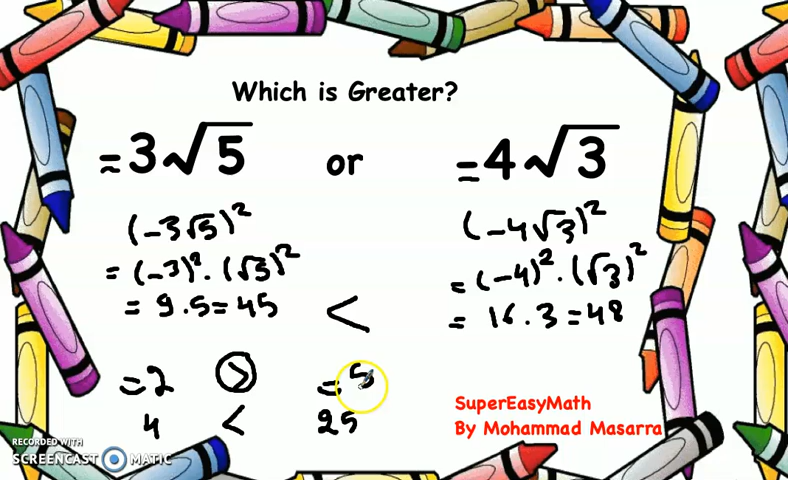 Which is Greater?
=3√5 or =4√3
(-3√5)² (-4√3)²
= (-3)² . (√5)² = (-4)² . (√3)²
= 9.5=45 < = 16.3=48
=2 > =5
4 < 25
SuperEasyMath
By Mohammad Masarra
RECORDED WITH
SCREENCAST MATIC